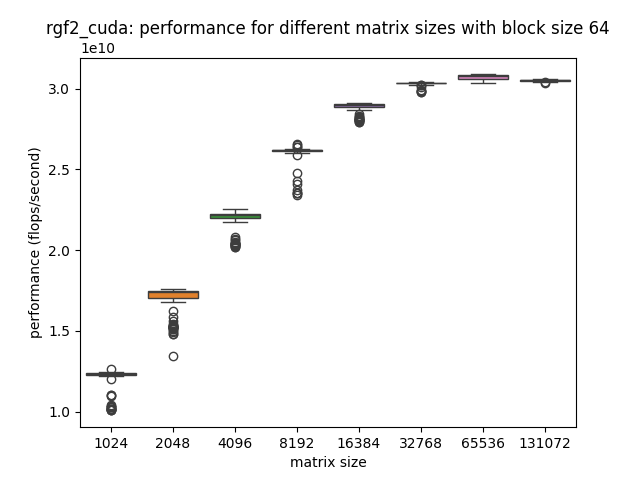 rgf2_cuda: performance for different matrix sizes with block size 64
1e10
3.0
2.5
2.0
1.5
1.0
performance (flops/second)
1024 2048 4096 8192 16384 32768 65536 131072
matrix size